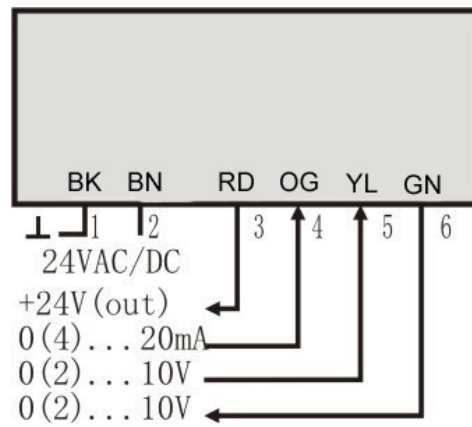 BK BN RD OG YL GN
1 2 3 4 5 6
24VAC/DC
+24V(out)
0(4)...20mA
0(2)...10V
0(2)...10V